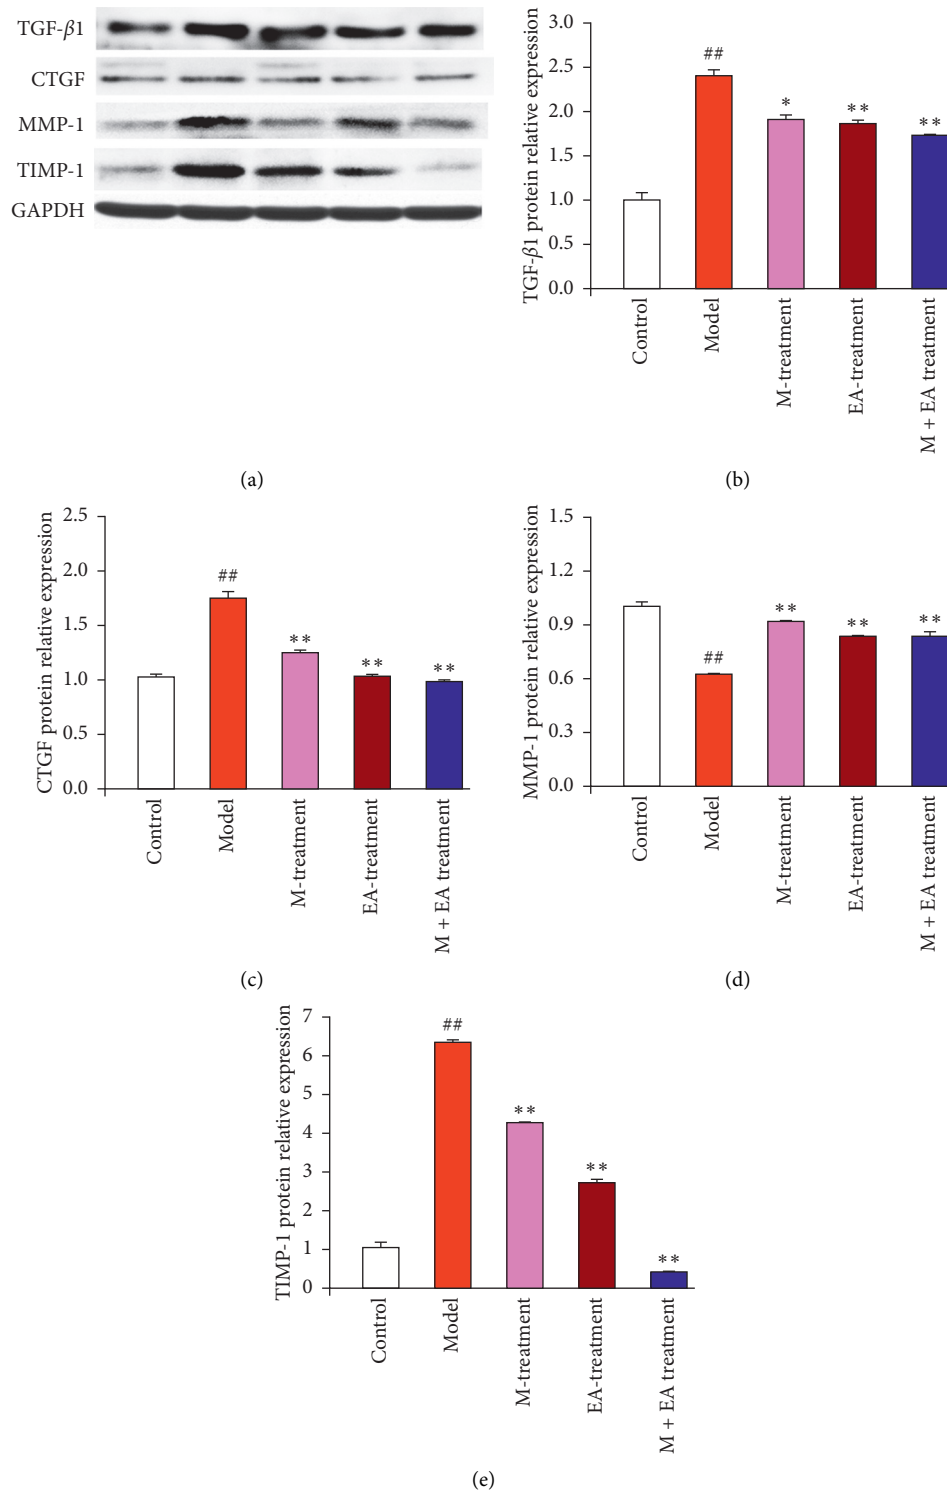 TGF-β1
CTGF
MMP-1
TIMP-1
GAPDH
(a)
TGF-β1 protein relative expression
3.0
2.5
2.0
1.5
1.0
0.5
0.0
##
*
**
**
Control
Model
M-treatment
EA-treatment
M + EA treatment
(b)
CTGF protein relative expression
2.5
2.0
1.5
1.0
0.5
0.0
##
**
**
**
Control
Model
M-treatment
EA-treatment
M + EA treatment
(c)
MMP-1 protein relative expression
1.5
1.2
0.9
0.6
0.3
0.0
##
**
**
**
Control
Model
M-treatment
EA-treatment
M + EA treatment
(d)
TIMP-1 protein relative expression
7
6
5
4
3
2
1
0
##
**
**
**
Control
Model
M-treatment
EA-treatment
M + EA treatment
(e)